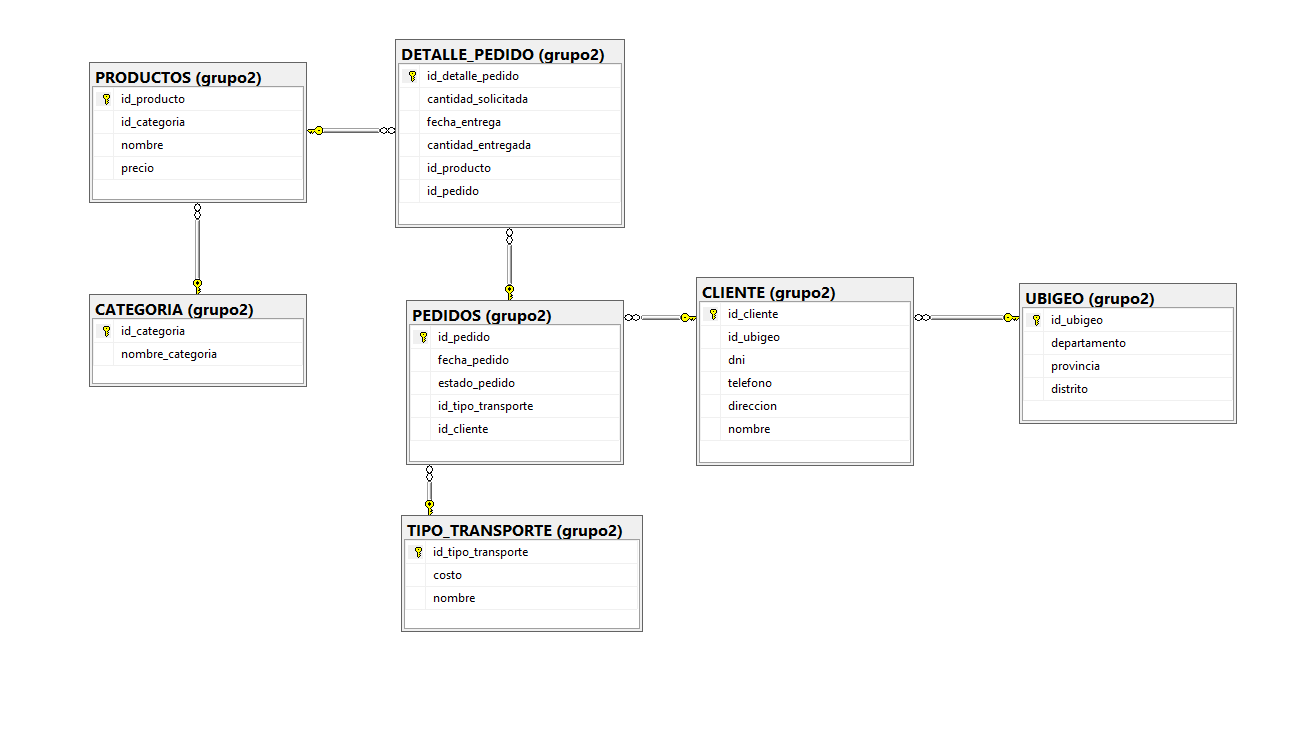 PRODUCTOS (grupo2)
id_producto
id_categoria
nombre
precio
DETALLE_PEDIDO (grupo2)
id_detalle_pedido
cantidad_solicitada
fecha_entrega
cantidad_entregada
id_producto
id_pedido
CATEGORIA (grupo2)
id_categoria
nombre_categoria
PEDIDOS (grupo2)
id_pedido
fecha_pedido
estado_pedido
id_tipo_transporte
id_cliente
CLIENTE (grupo2)
id_cliente
id_ubigeo
dni
telefono
direccion
nombre
UBIGEO (grupo2)
id_ubigeo
departamento
provincia
distrito
TIPO_TRANSPORTE (grupo2)
id_tipo_transporte
costo
nombre